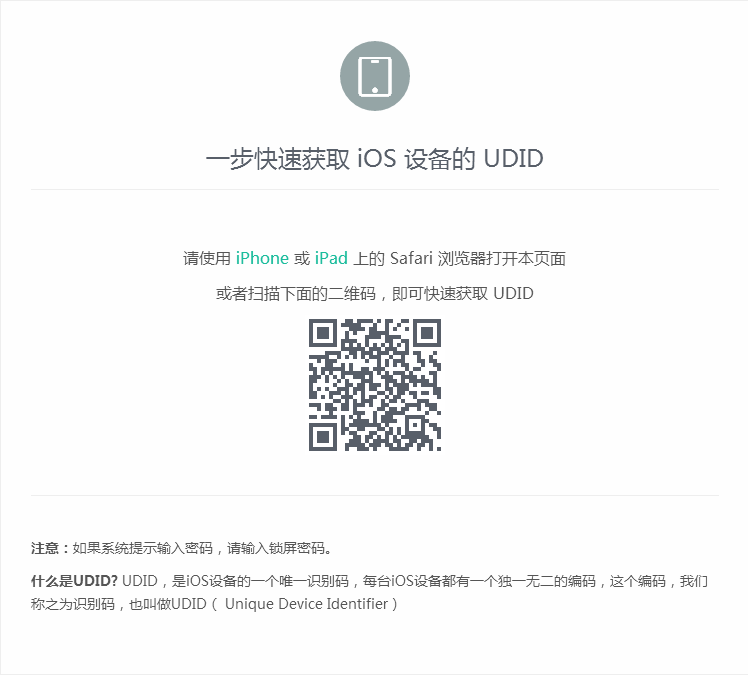 一步快速获取 iOS 设备的 UDID
请使用 iPhone 或 iPad 上的 Safari 浏览器打开本页面
或者扫描下面的二维码，即可快速获取 UDID
注意：如果系统提示输入密码，请输入锁屏密码。
什么是UDID? UDID，是iOS设备的一个唯一识别码，每台iOS设备都有一个独一无二的编码，这个编码，我们
称之为识别码，也叫做UDID（ Unique Device Identifier）